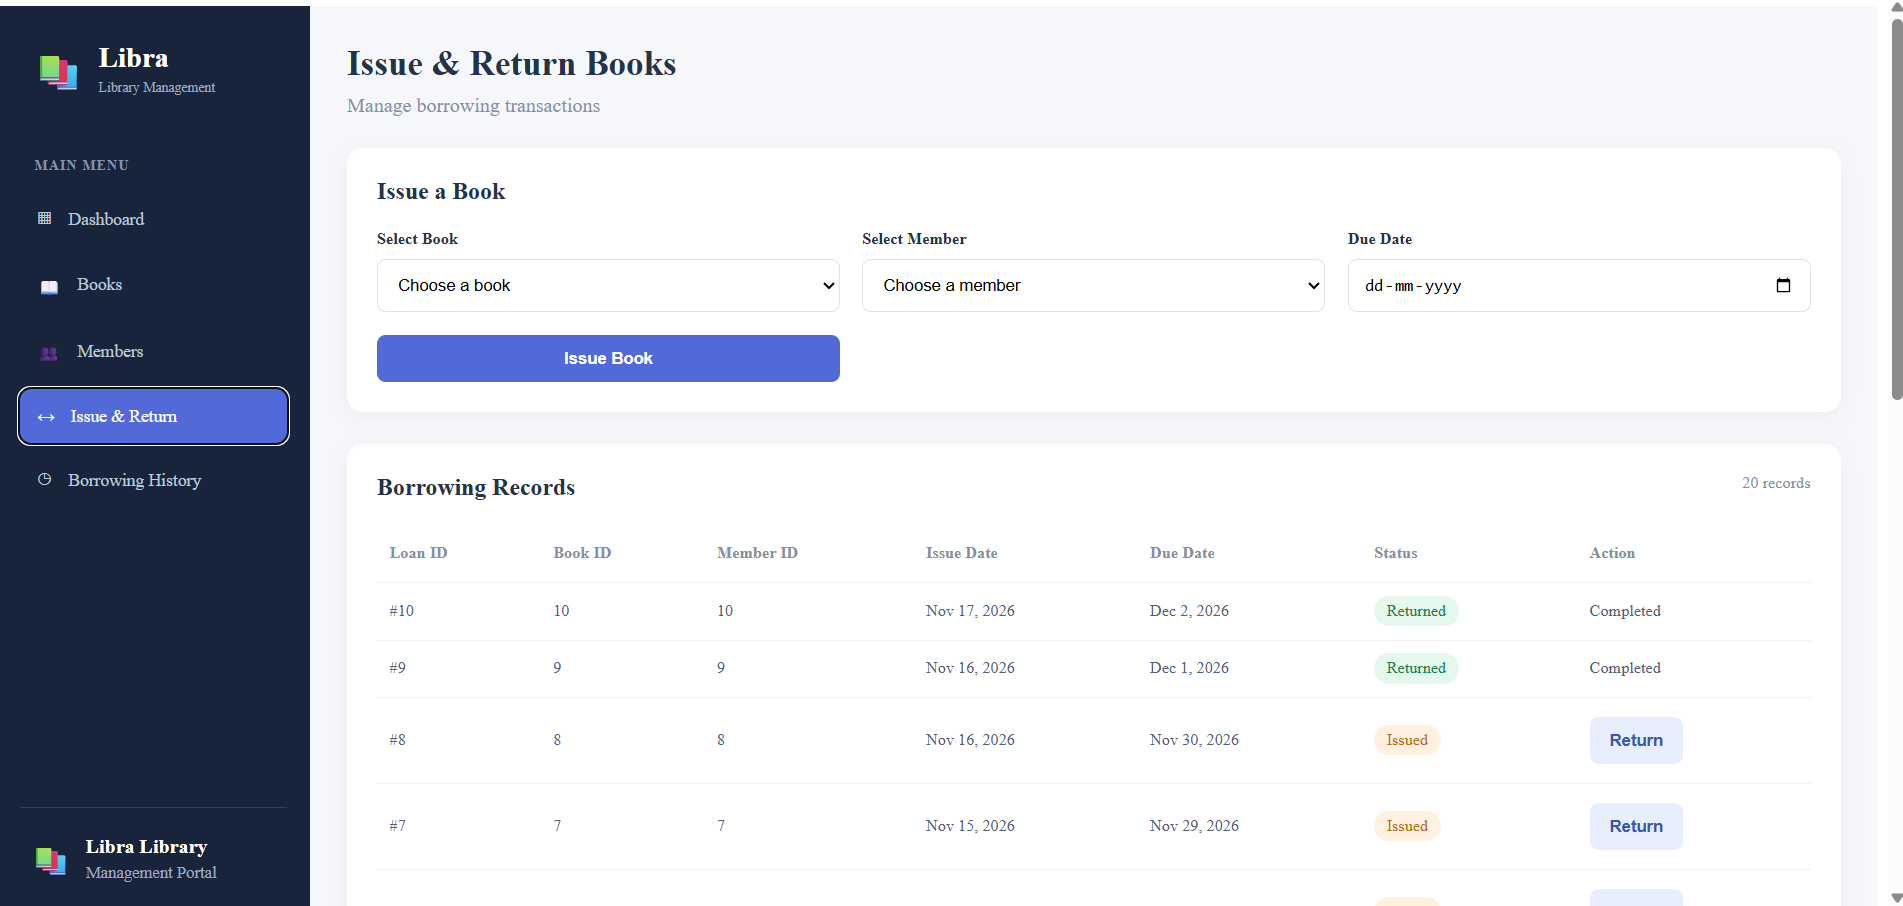 Libra
Library Management
MAIN MENU
Dashboard
Books
Members
Issue & Return
Borrowing History
Libra Library
Management Portal
Issue & Return Books
Manage borrowing transactions
Issue a Book
Select Book Select Member Due Date
Choose a book Choose a member dd-mm-yyyy
Issue Book
Borrowing Records 20 records
Loan ID Book ID Member ID Issue Date Due Date Status Action
#10 10 10 Nov 17, 2026 Dec 2, 2026 Returned Completed
#9 9 9 Nov 16, 2026 Dec 1, 2026 Returned Completed
#8 8 8 Nov 16, 2026 Nov 30, 2026 Issued Return
#7 7 7 Nov 15, 2026 Nov 29, 2026 Issued Return